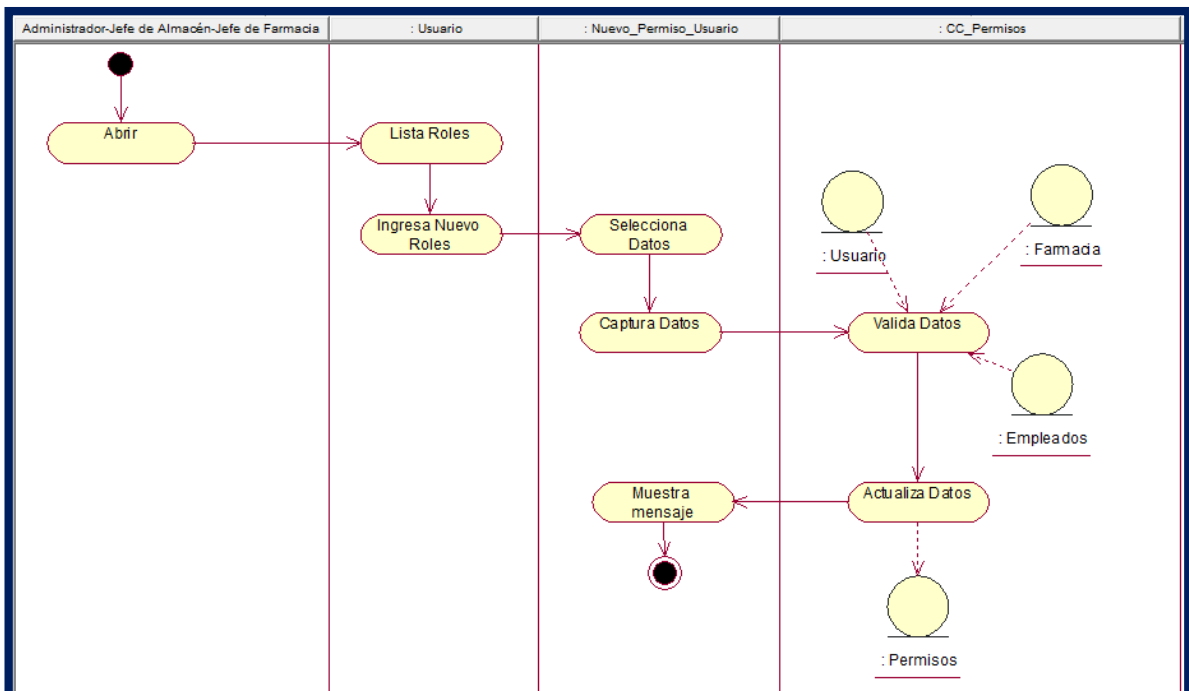 Administrador-Jefe de Almacén-Jefe de Farmacia
: Usuario
: Nuevo_Permiso_Usuario
: CC_Permisos
Abrir
Lista Roles
Ingresa Nuevo
Roles
Selecciona
Datos
: Usuario
: Farmacia
Captura Datos
Valida Datos
: Empleados
Muestra
mensaje
Actualiza Datos
: Permisos